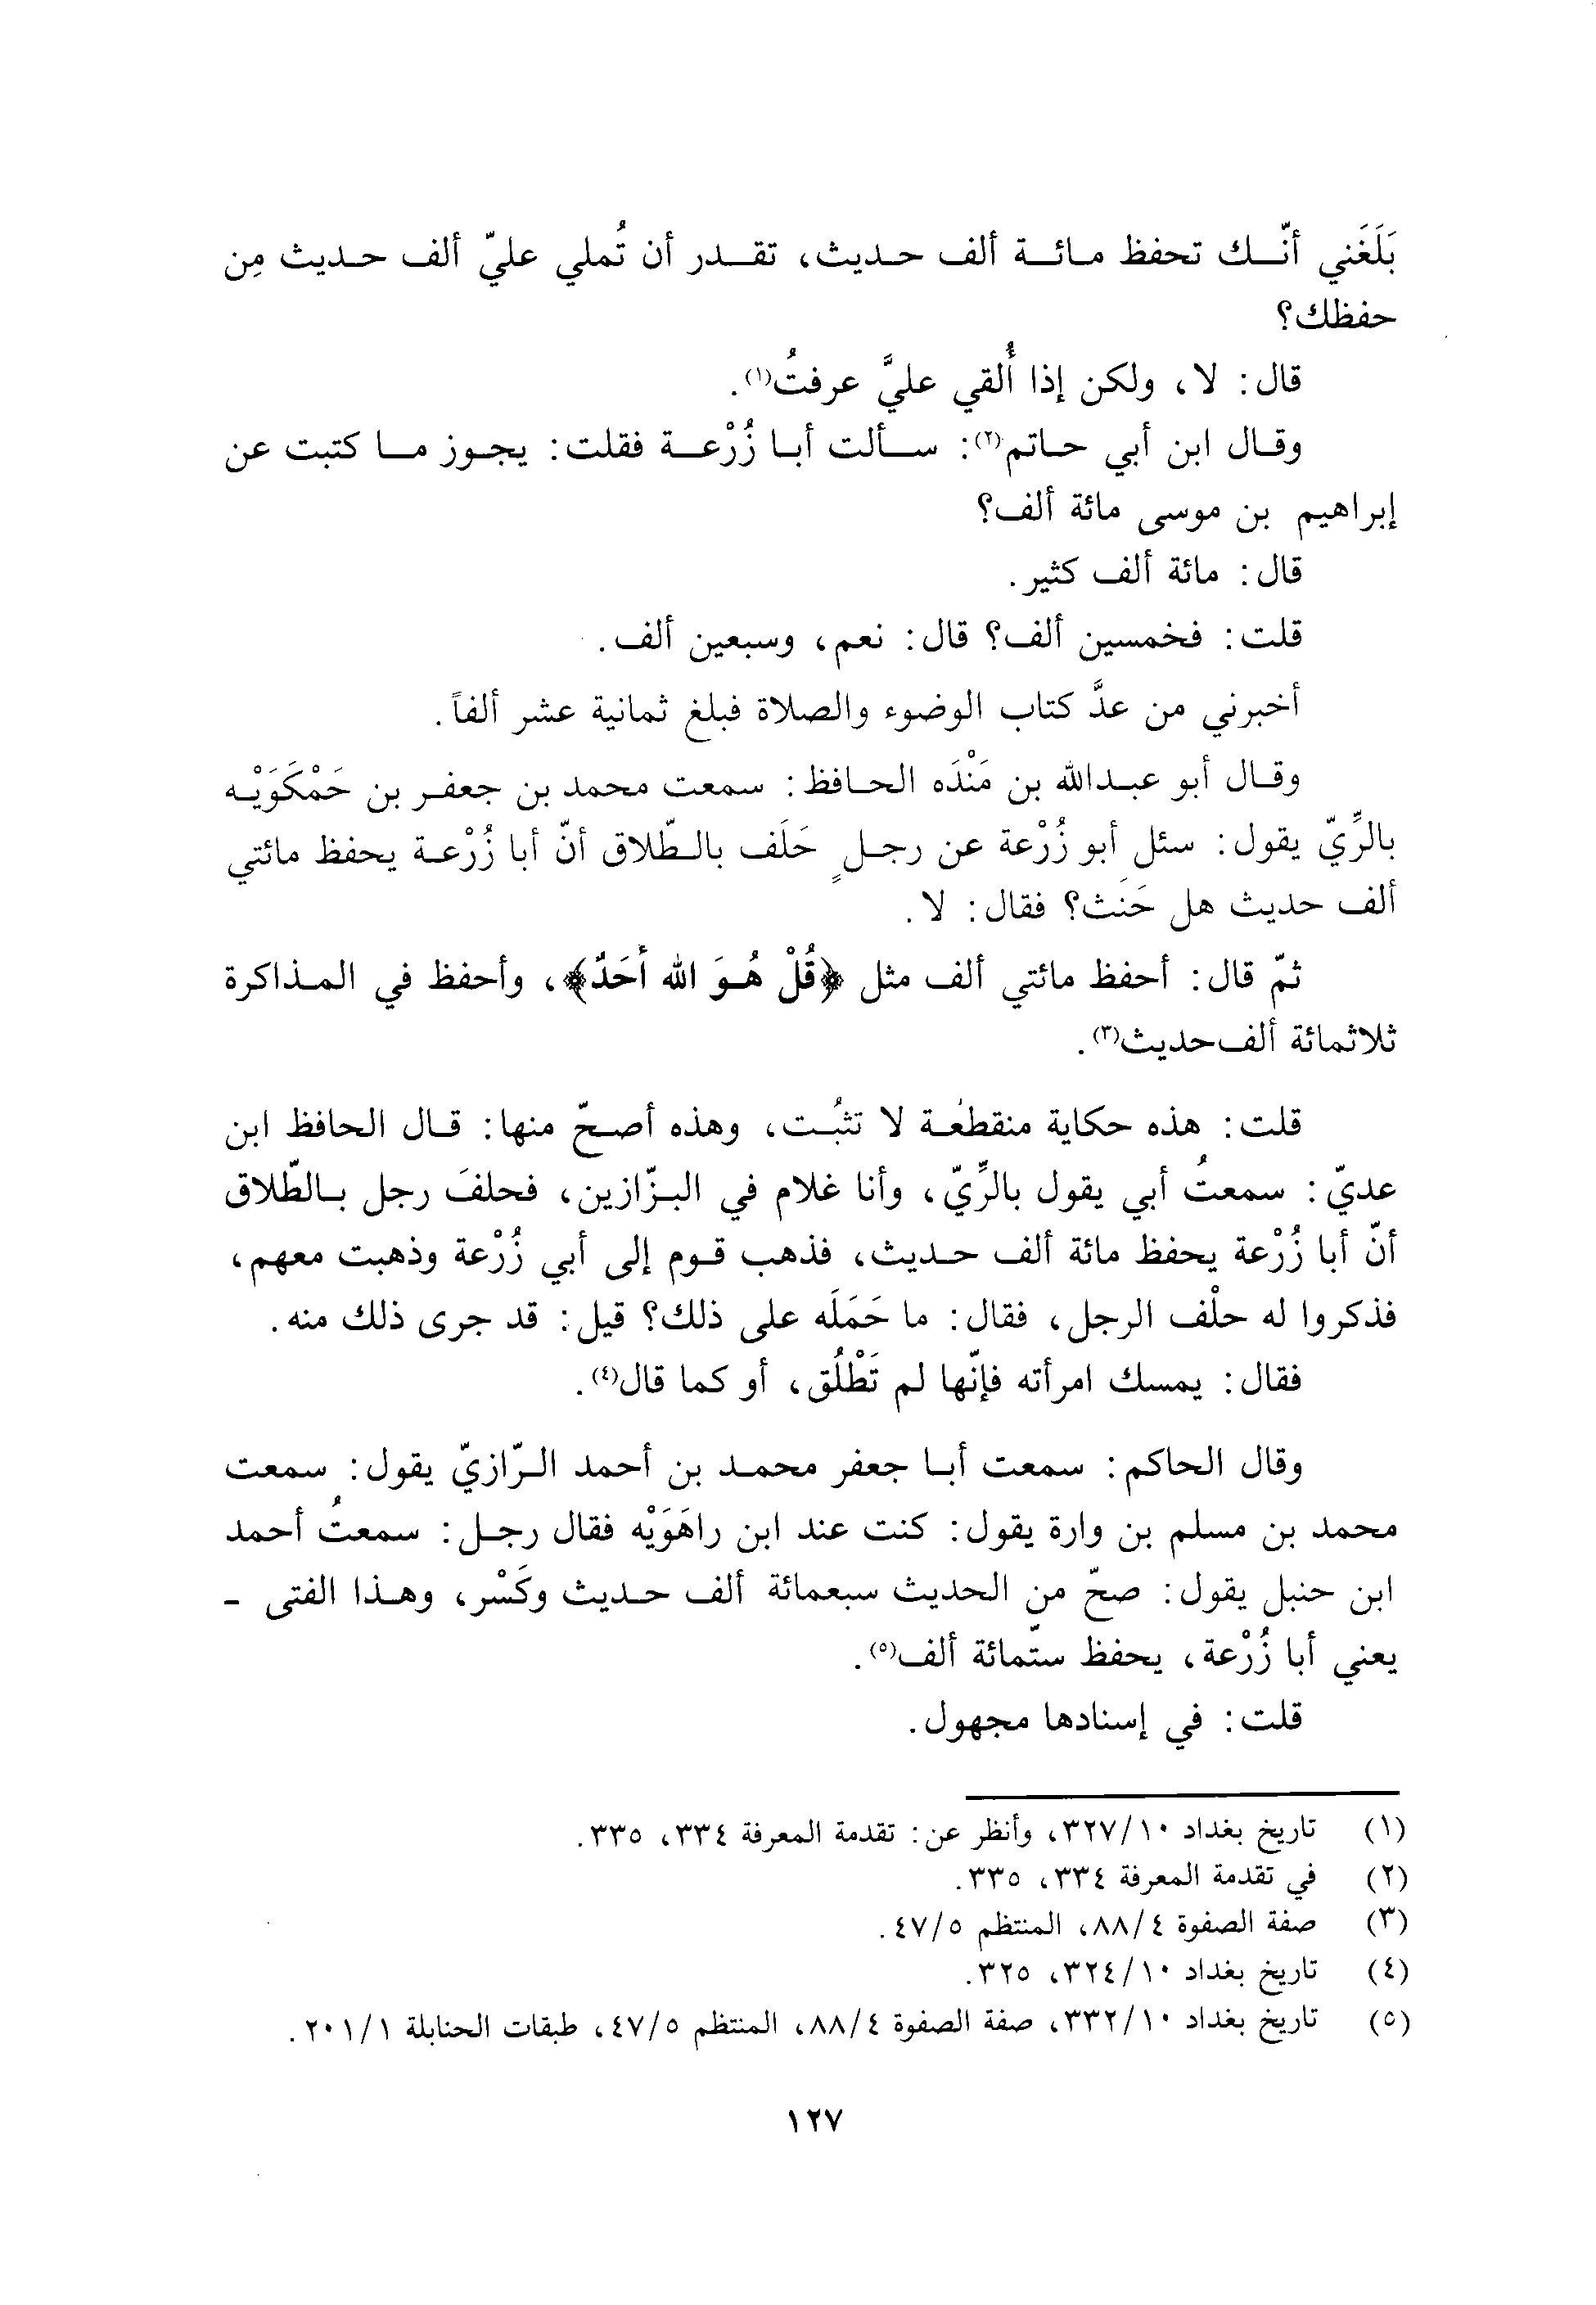 بَلَغَني أنّك تحفظ مائة ألف حديث، تقدر أن تُملي عليّ ألف حديث مِن
حفظك؟
قال: لا، ولكن إذا أُلقي عليَّ عرفتُ(١).
وقال ابن أبي حاتم(٢): سألت أبا زُرْعة فقلت: يجوز ما كتبت عن
إبراهيم بن موسى مائة ألف؟
قال: مائة ألف كثير.
قلت: فخمسين ألف؟ قال: نعم، وسبعين ألف.
أخبرني من عدَّ كتاب الوضوء والصلاة فبلغ ثمانية عشر ألفاً.
وقال أبو عبدالله بن مَنْدَه الحافظ: سمعت محمد بن جعفر بن حَمْكَوَيْه
بالرِّيّ يقول: سئل أبو زُرْعة عن رجلٍ حَلَف بالطّلاق أنّ أبا زُرْعة يحفظ مائتي
ألف حديث هل حَنَث؟ فقال: لا.
ثمّ قال: أحفظ مائتي ألف مثل ﴿قُلْ هُوَ الله أَحَدٌ﴾، وأحفظ في المذاكرة
ثلاثمائة ألف حديث(٣).
قلت: هذه حكاية منقطعة لا تثبُت، وهذه أصحّ منها: قال الحافظ ابن
عديّ: سمعتُ أبي يقول بالرِّيّ، وأنا غلام في البزّازين، فحلفَ رجل بالطّلاق
أنّ أبا زُرْعة يحفظ مائة ألف حديث، فذهب قوم إلى أبي زُرْعة وذهبت معهم،
فذكروا له حلْف الرجل، فقال: ما حَمَلَه على ذلك؟ قيل: قد جرى ذلك منه.
فقال: يمسك امرأته فإنّها لم تَطْلُق، أو كما قال(٤).
وقال الحاكم: سمعت أبا جعفر محمد بن أحمد الرّازيّ يقول: سمعت
محمد بن مسلم بن وارة يقول: كنت عند ابن راهَوَيْه فقال رجل: سمعتُ أحمد
ابن حنبل يقول: صحّ من الحديث سبعمائة ألف حديث وكَسْر، وهذا الفتى -
يعني أبا زُرْعة، يحفظ ستّمائة ألف(٥).
قلت: في إسنادها مجهول.
(١) تاريخ بغداد ٣٢٧/١٠، وأنظر عن: تقدمة المعرفة ٣٣٤، ٣٣٥.
(٢) في تقدمة المعرفة ٣٣٤، ٣٣٥.
(٣) صفة الصفوة ٨٨/٤، المنتظم ٤٧/٥.
(٤) تاريخ بغداد ٣٢٤/١٠، ٣٢٥.
(٥) تاريخ بغداد ٣٣٢/١٠، صفة الصفوة ٨٨/٤، المنتظم ٤٧/٥، طبقات الحنابلة ٢٠١/١.
١٢٧